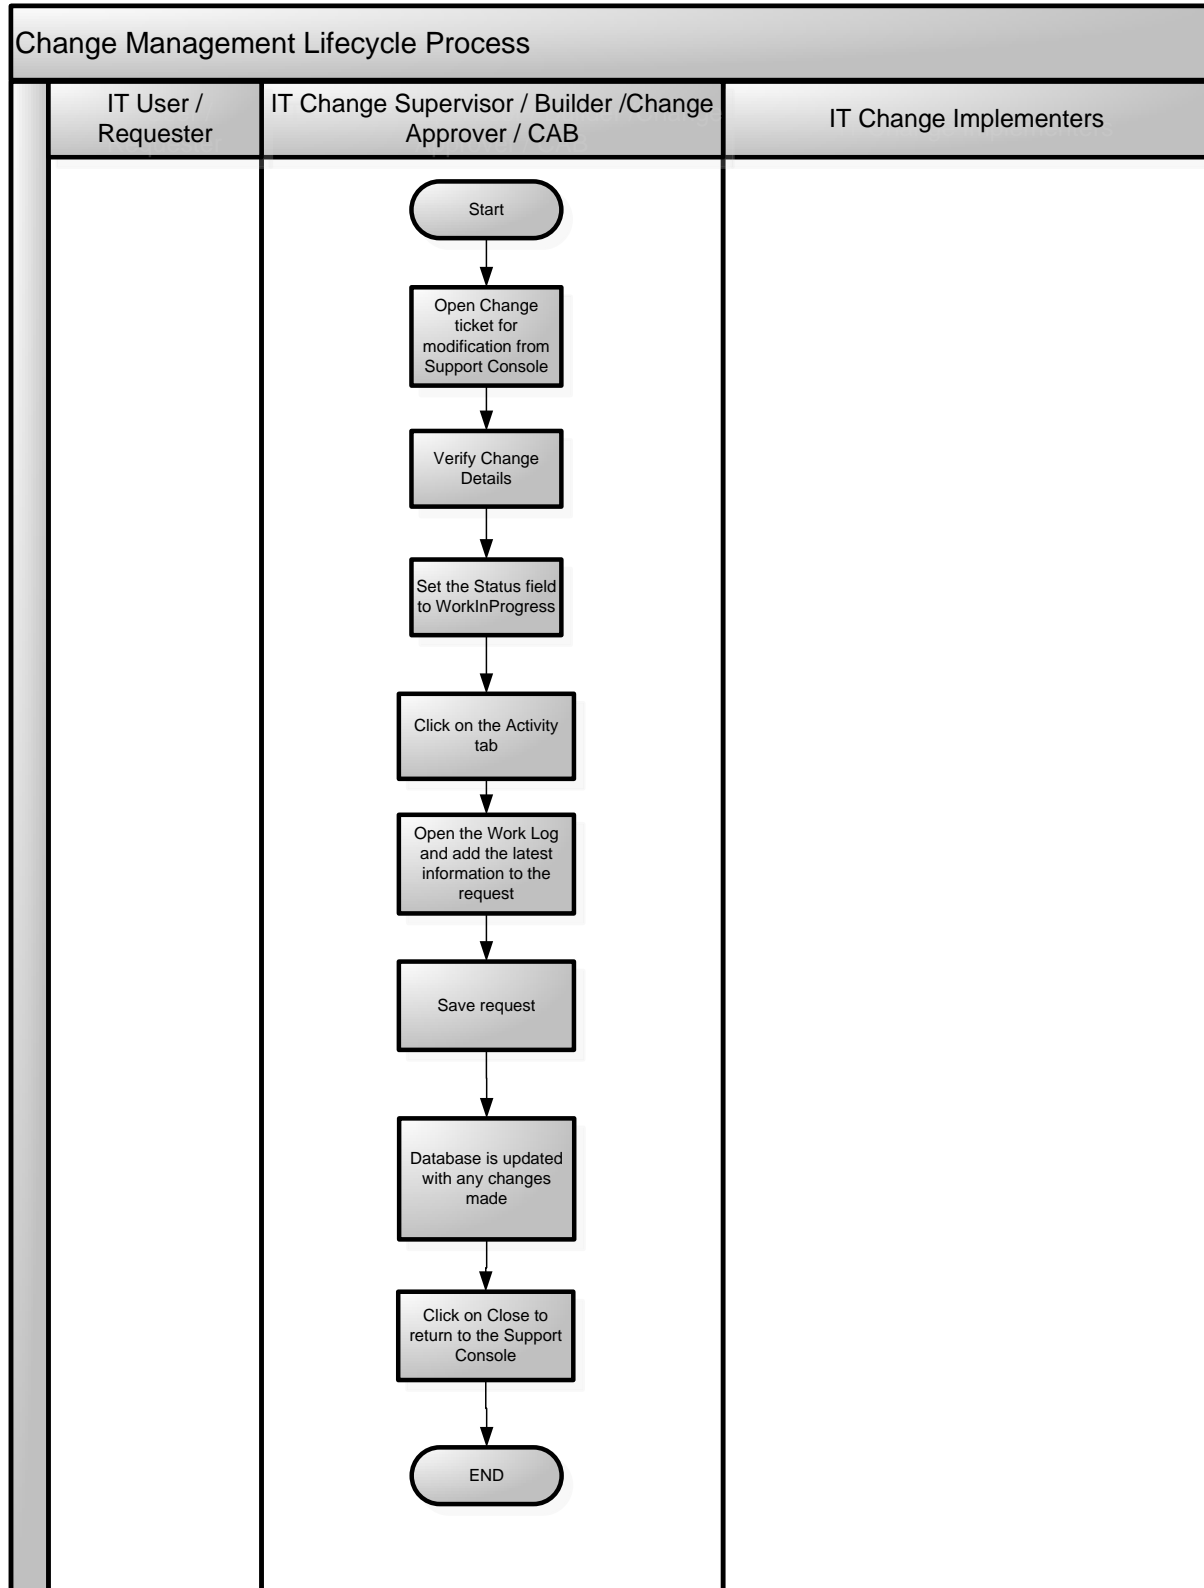 Change Management Lifecycle Process
IT User /
Requester
IT Change Supervisor / Builder /Change
Approver / CAB
IT Change Implementers
Start
Open Change
ticket for
modification from
Support Console
Verify Change
Details
Set the Status field
to WorkInProgress
Click on the Activity
tab
Open the Work Log
and add the latest
information to the
request
Save request
Database is updated
with any changes
made
Click on Close to
return to the Support
Console
END